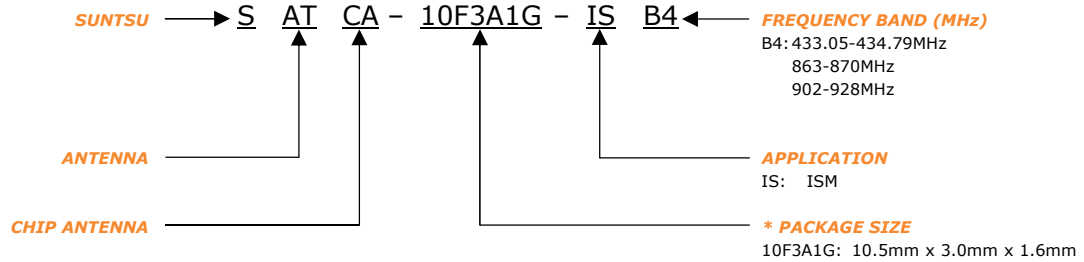 SUNTSU
S AT CA – 10F3A1G – IS B4
FREQUENCY BAND (MHz)
B4: 433.05-434.79MHz
863-870MHz
902-928MHz
ANTENNA
APPLICATION
IS: ISM
CHIP ANTENNA
* PACKAGE SIZE
10F3A1G: 10.5mm x 3.0mm x 1.6mm